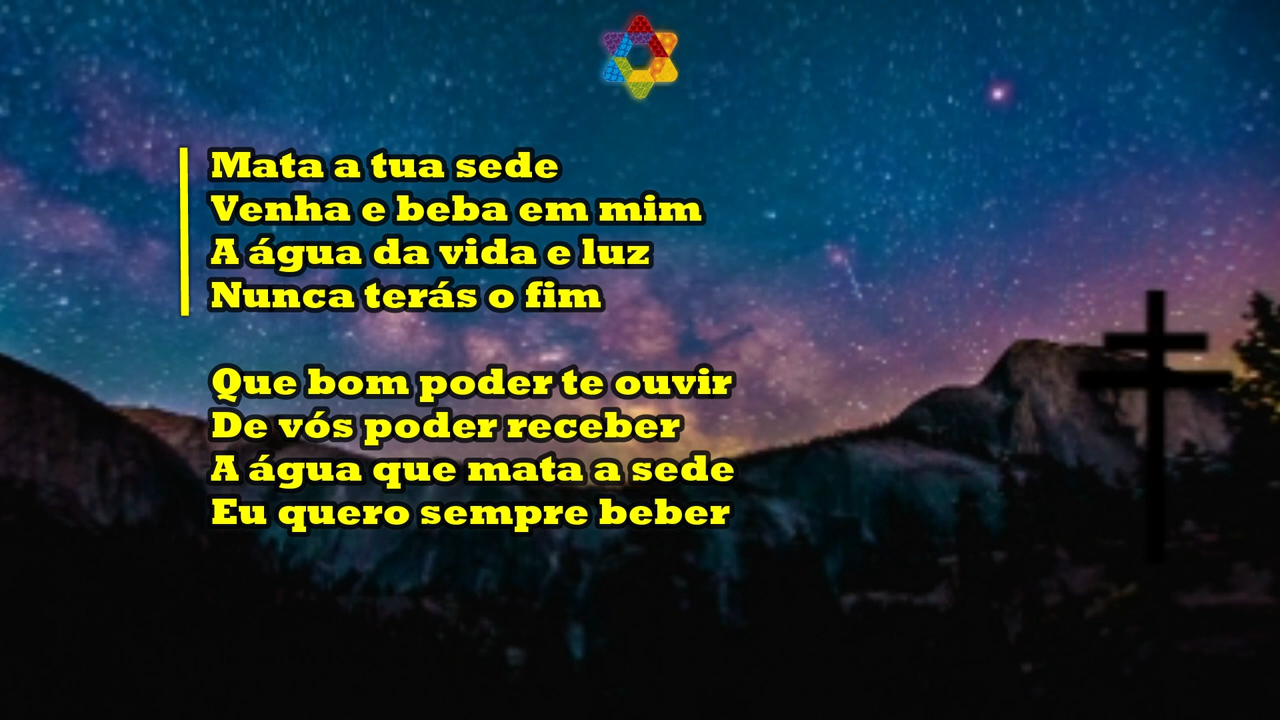 Mata a tua sede
Venha e beba em mim
A água da vida e luz
Nunca terás o fim
Que bom poder te ouvir
De vós poder receber
A água que mata a sede
Eu quero sempre beber